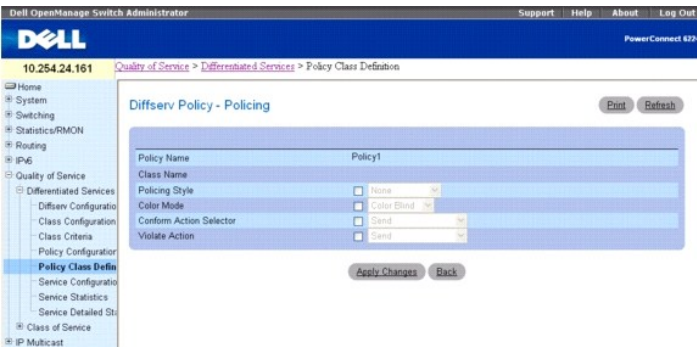 Dell OpenManage Switch Administrator
Support Help About Log Out
DELL
PowerConnect 622
10.254.24.161
Quality of Service > Differentiated Services > Policy Class Definition
Home
System
Switching
Statistics/RMON
Routing
IPv6
Quality of Service
Differentiated Services
Diffserv Configuratio
Class Configuration
Class Criteria
Policy Configuration
Policy Class Defin
Service Configuratio
Service Statistics
Service Detailed Sta
Class of Service
IP Multicast
Diffserv Policy - Policing
Print Refresh
Policy Name Policy1
Class Name
Policing Style None
Color Mode Color Blind
Conform Action Selector Send
Violate Action Send
Apply Changes Back